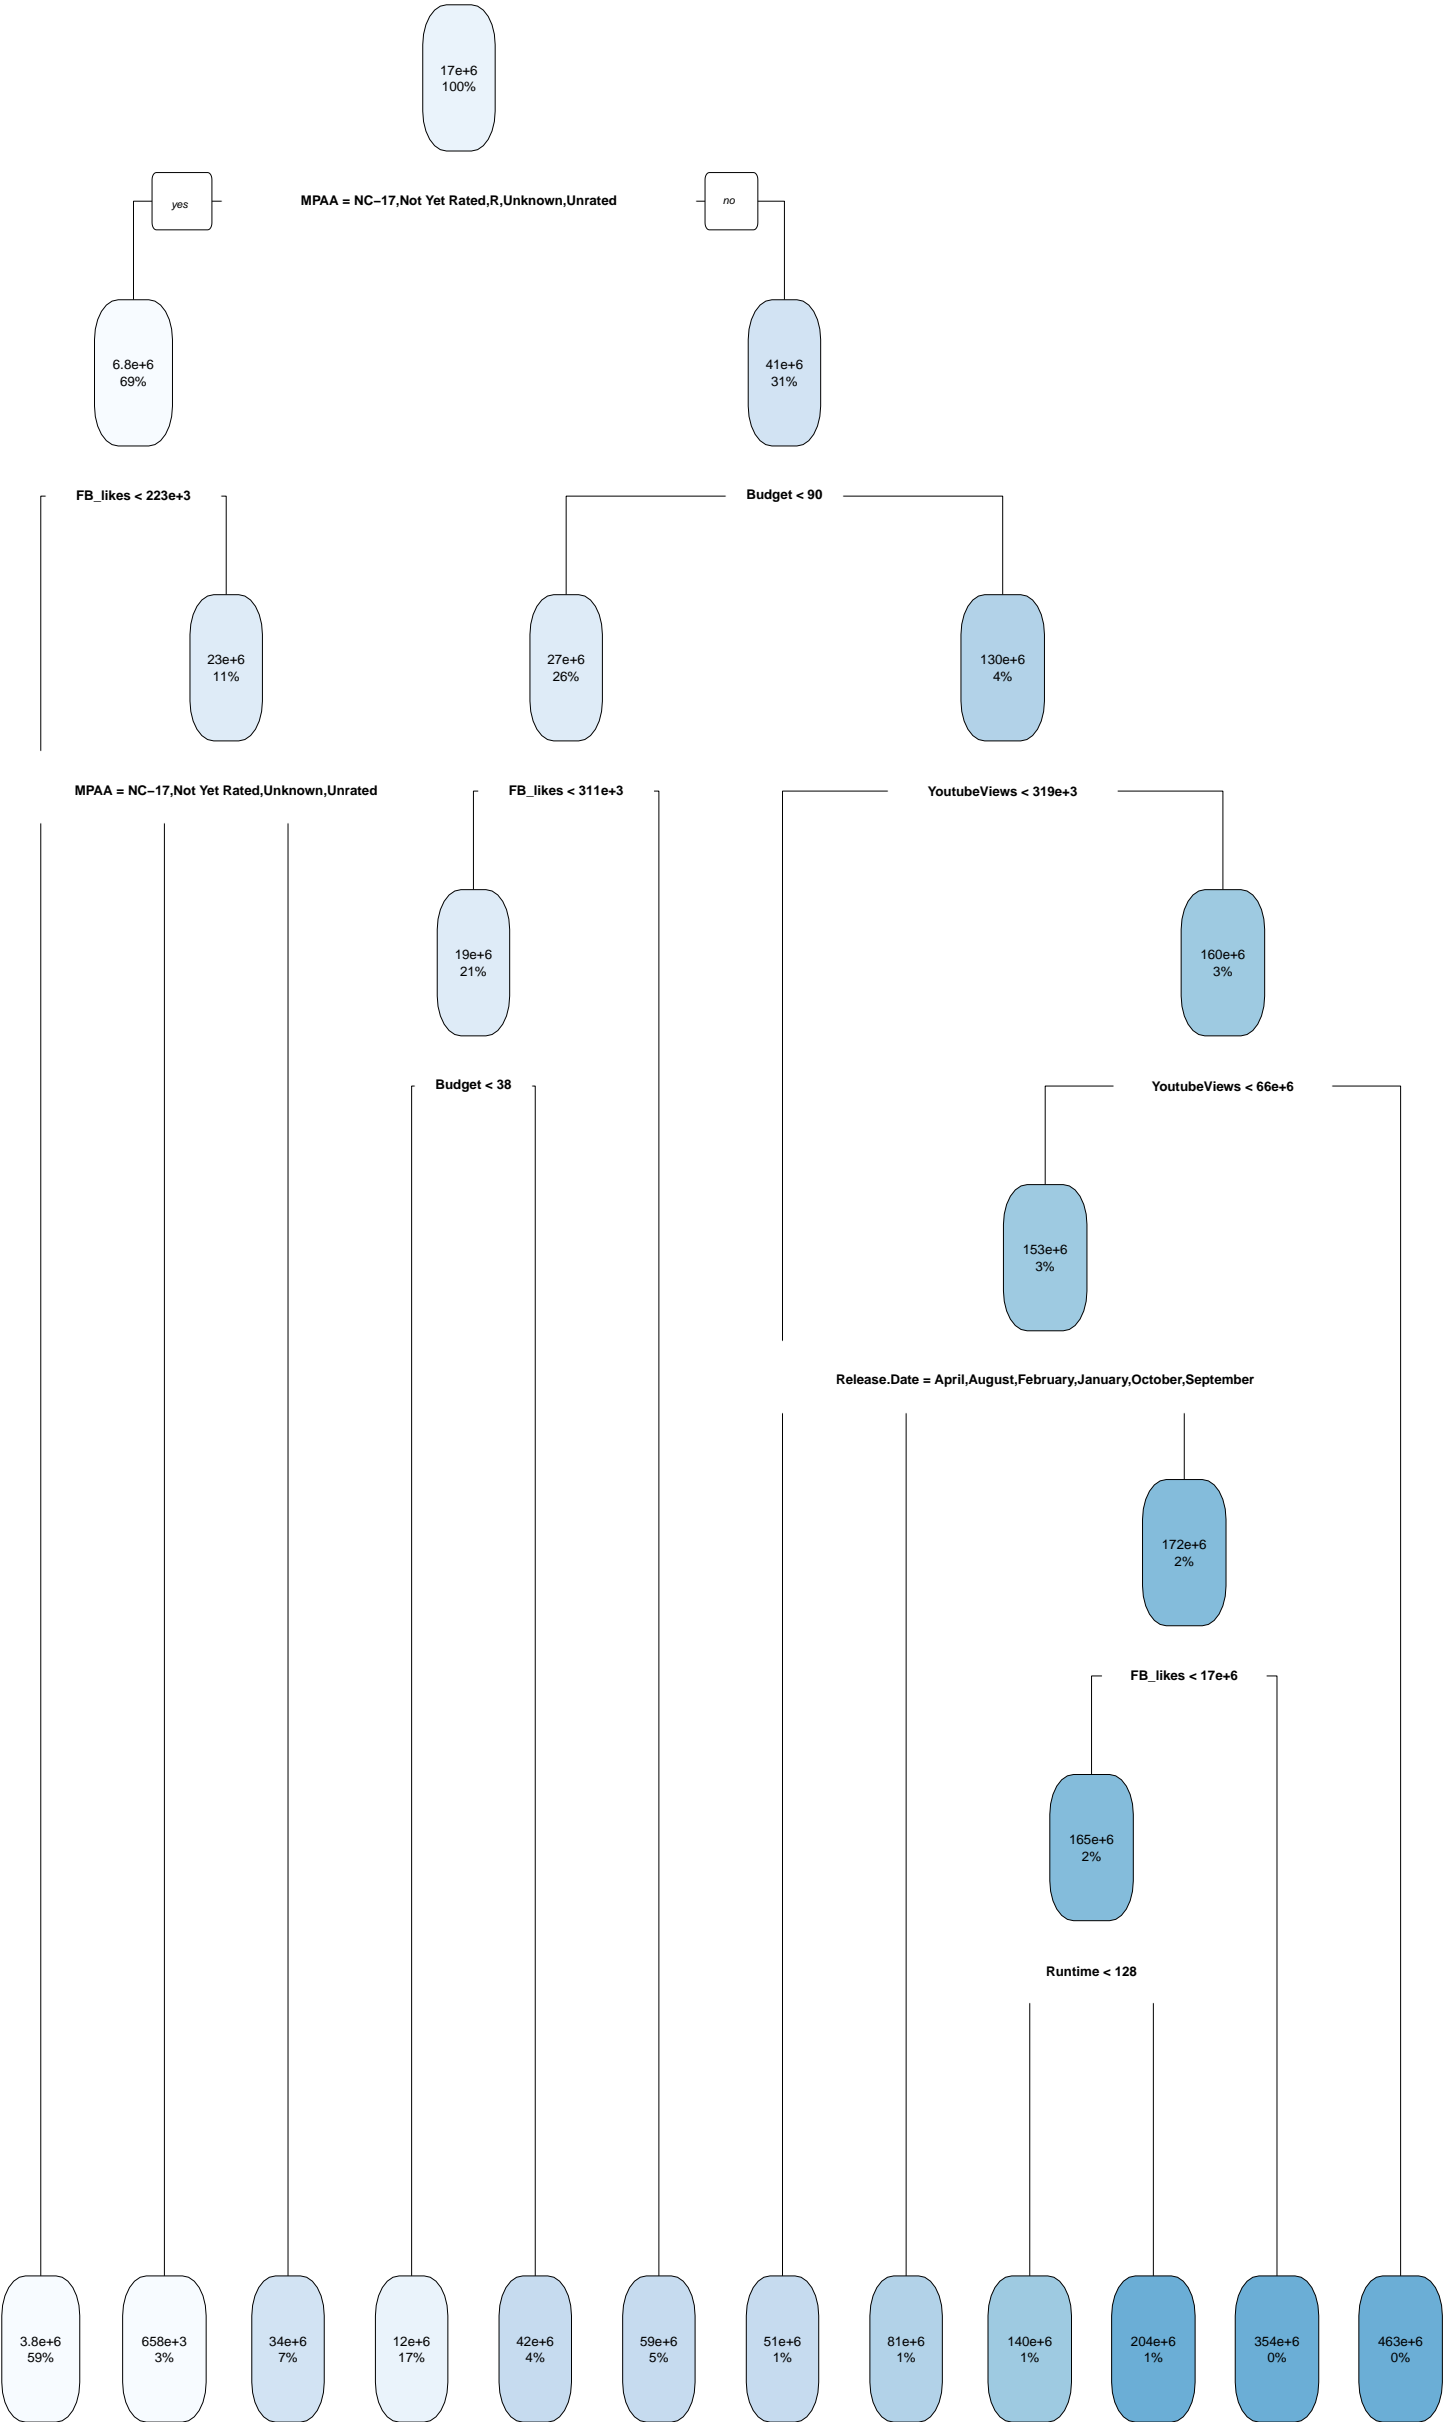 17e+6
100%
yes
MPAA = NC−17,Not Yet Rated,R,Unknown,Unrated
no
6.8e+6
69%
41e+6
31%
FB_likes < 223e+3
Budget < 90
23e+6
11%
27e+6
26%
130e+6
4%
MPAA = NC−17,Not Yet Rated,Unknown,Unrated
FB_likes < 311e+3
YoutubeViews < 319e+3
19e+6
21%
160e+6
3%
Budget < 38
YoutubeViews < 66e+6
153e+6
3%
Release.Date = April,August,February,January,October,September
172e+6
2%
FB_likes < 17e+6
165e+6
2%
Runtime < 128
3.8e+6
59%
658e+3
3%
34e+6
7%
12e+6
17%
42e+6
4%
59e+6
5%
51e+6
1%
81e+6
1%
140e+6
1%
204e+6
1%
354e+6
0%
463e+6
0%